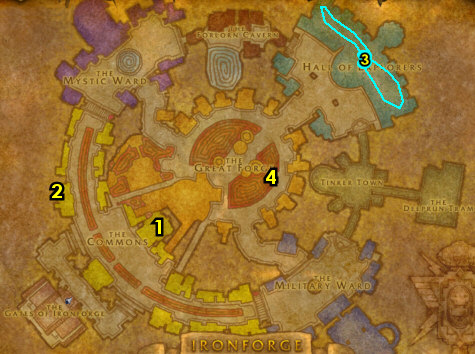 THE
FORLORN CAVERN
HALL OF EXPLORERS
3
THE
MYSTIC WARD
THE
GREAT FORGE
4
TINKER TOWN
THE
DEEPRUN TRAM
2
1
THE
COMMONS
THE
MILITARY WARD
THE
GATES OF IRONFORGE
IRONFORGE